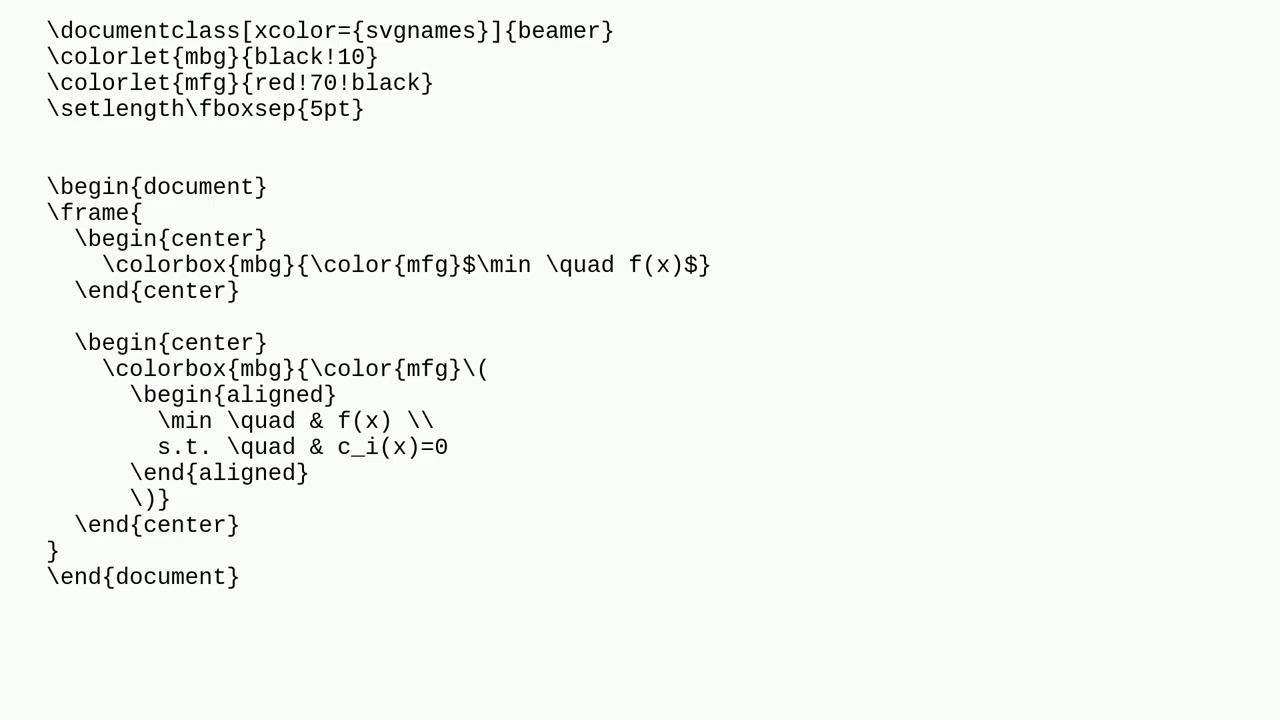 \documentclass[xcolor={svgnames}]{beamer}
\colorlet{mbg}{black!10}
\colorlet{mfg}{red!70!black}
\setlength\fboxsep{5pt}

\begin{document}
\frame{
  \begin{center}
    \colorbox{mbg}{\color{mfg}$\min \quad f(x)$}
  \end{center}

  \begin{center}
    \colorbox{mbg}{\color{mfg}\(
      \begin{aligned}
        \min \quad & f(x) \\
        s.t. \quad & c_i(x)=0
      \end{aligned}
      \)}
  \end{center}
}
\end{document}